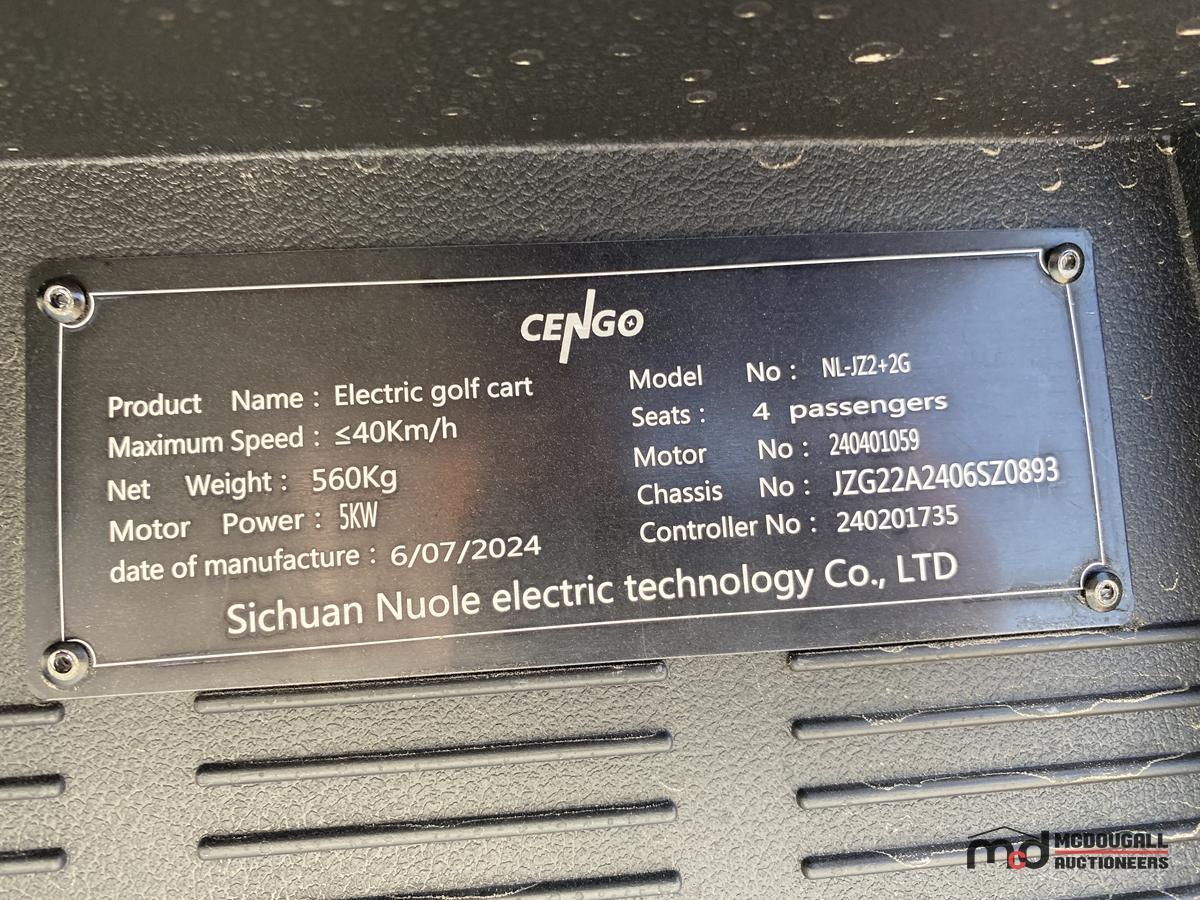 CENGO
Product Name : Electric golf cart
Maximum Speed : ≤40Km/h
Net Weight : 560Kg
Motor Power : 5KW
date of manufacture : 6/07/2024
Model No : NL-JZ2+2G
Seats : 4 passengers
Motor No : 240401059
Chassis No : JZG22A2406SZ0893
Controller No : 240201735
Sichuan Nuole electric technology Co., LTD
mcd MCDOUGALL
AUCTIONEERS